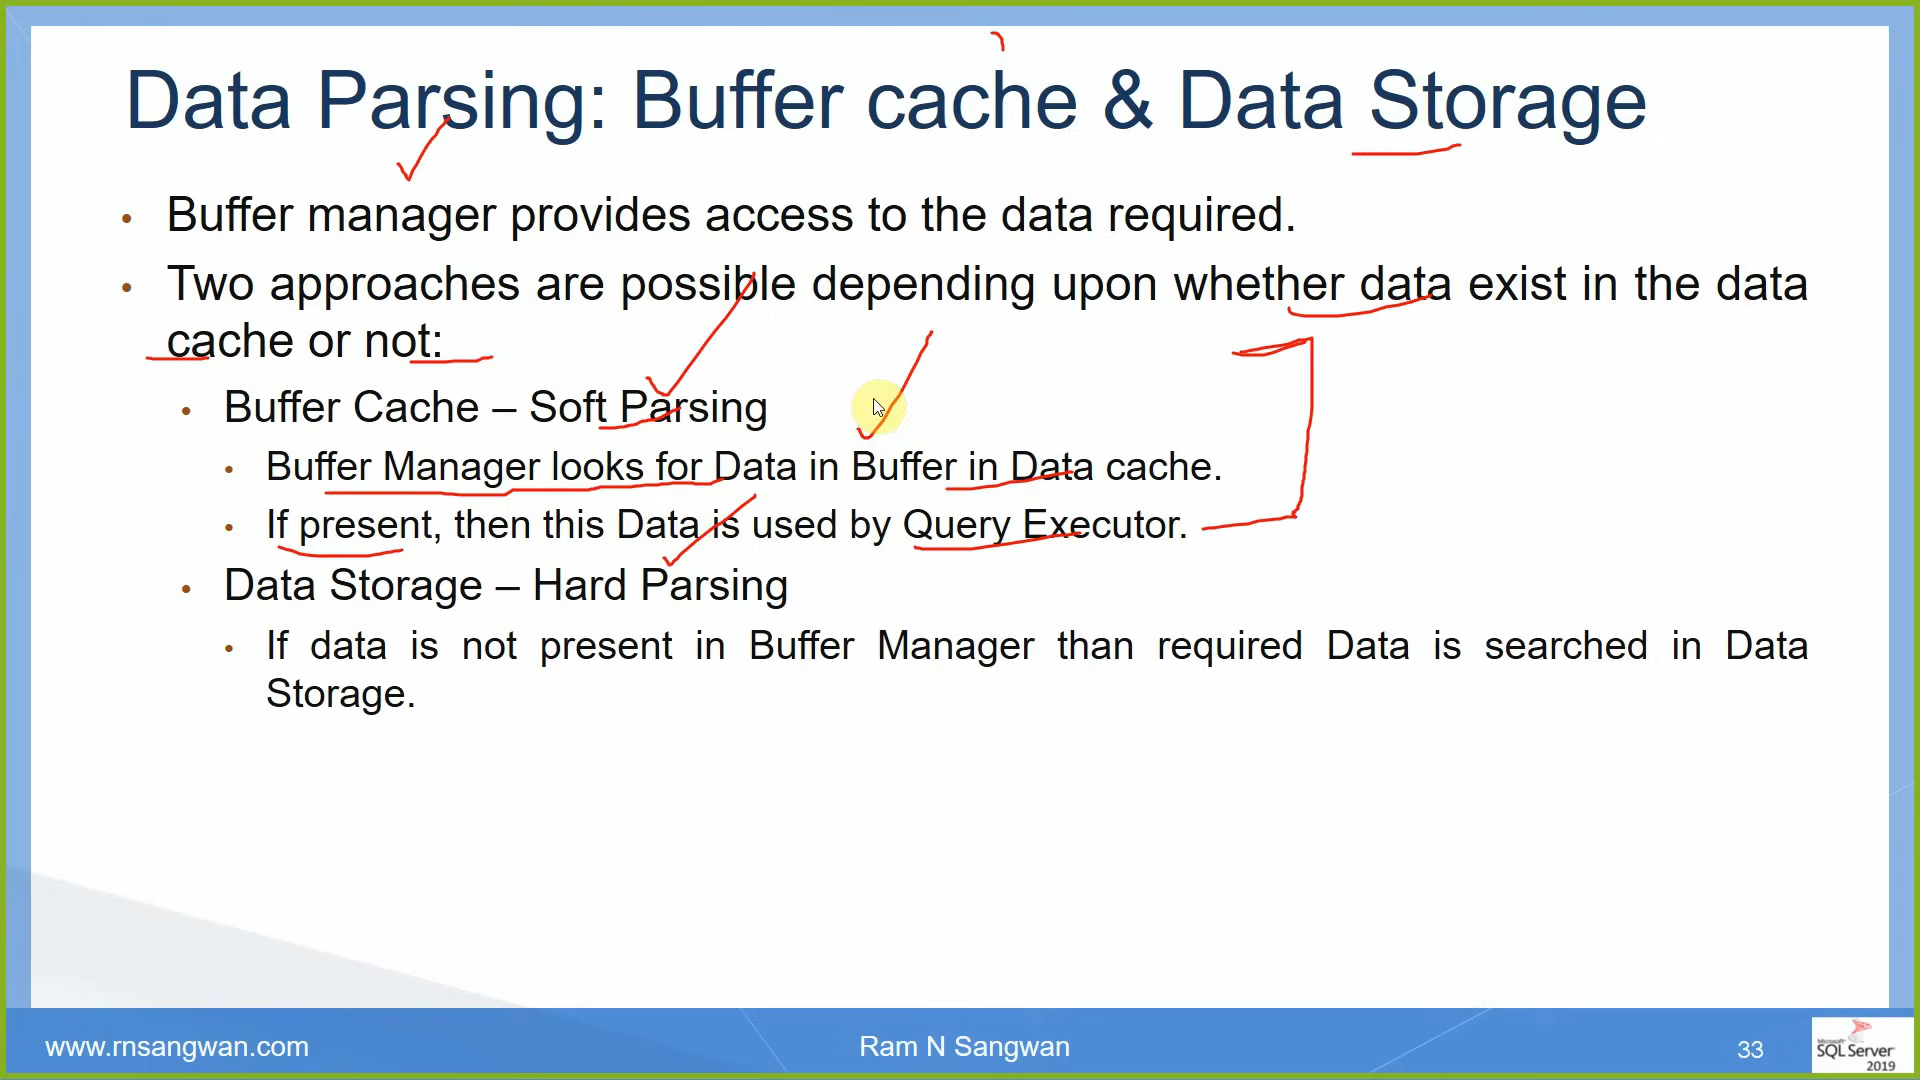 Data Parsing: Buffer cache & Data Storage
• Buffer manager provides access to the data required.
• Two approaches are possible depending upon whether data exist in the data
cache or not:
• Buffer Cache – Soft Parsing
• Buffer Manager looks for Data in Buffer in Data cache.
• If present, then this Data is used by Query Executor.
• Data Storage – Hard Parsing
• If data is not present in Buffer Manager than required Data is searched in Data
Storage.
www.rnsangwan.com
Ram N Sangwan
33
Microsoft
SQL Server
2019